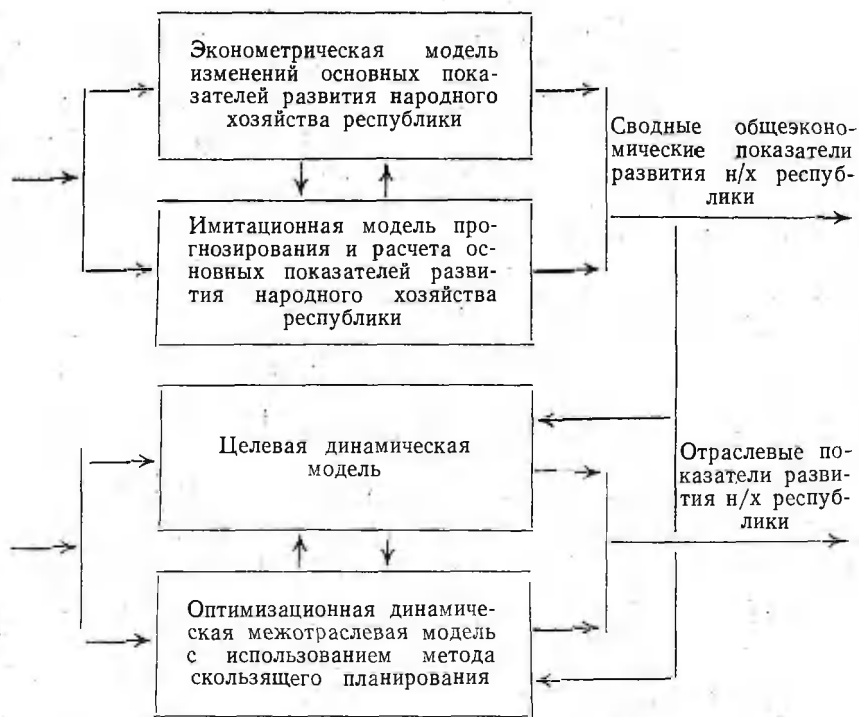 Эконометрическая модель
изменений основных пока-
зателей развития народного
хозяйства республики
Имитационная модель про-
гнозирования и расчета ос-
новных показателей разви-
тия народного хозяйства
республики
Сводные общеэконо-
мические показатели
развития н/х респуб-
лики
Целевая динамическая
модель
Оптимизационная динамиче-
ская межотраслевая модель
с использованием метода
скользящего планирования
Отраслевые по-
казатели разви-
тия н/х респуб-
лики